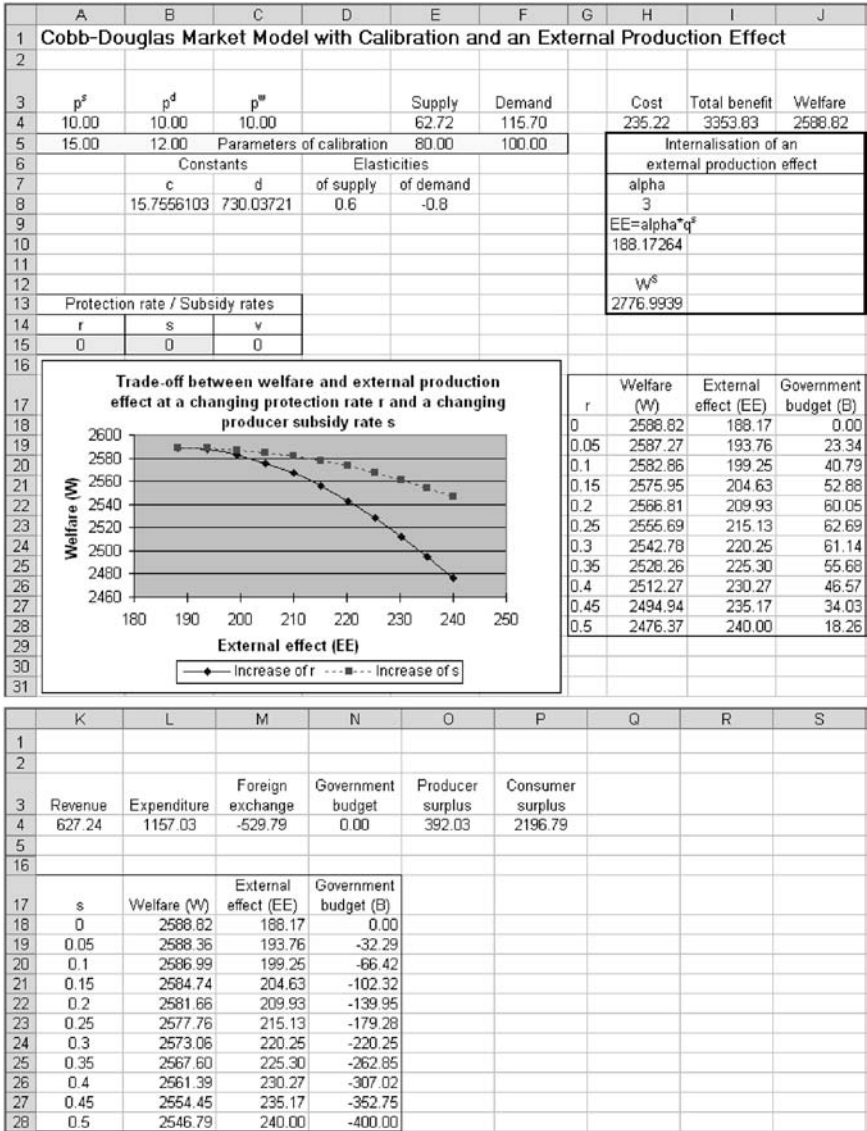 A B C D E F G H I J
1 Cobb-Douglas Market Model with Calibration and an External Production Effect
2
3 pˢ pᵈ pʷ Supply Demand Cost Total benefit Welfare
4 10.00 10.00 10.00 62.72 115.70 235.22 3353.83 2588.82
5 15.00 12.00 Parameters of calibration 80.00 100.00 Internalisation of an
6 Constants Elasticities external production effect
7 c d of supply of demand alpha
8 15.7556103 730.03721 0.6 -0.8 3
9 EE=alpha*qˢ
10 188.17264
11
12 Wˢ
13 Protection rate / Subsidy rates 2776.9939
14 r s v
15 0 0 0
16
Trade-off between welfare and external production
effect at a changing protection rate r and a changing
producer subsidy rate s
Welfare (W)
2600
2580
2560
2540
2520
2500
2480
2460
180 190 200 210 220 230 240 250
External effect (EE)
Increase of r Increase of s
17 r Welfare (W) External effect (EE) Government budget (B)
18 0 2588.82 188.17 0.00
19 0.05 2587.27 193.76 23.34
20 0.1 2582.86 199.25 40.79
21 0.15 2575.95 204.63 52.88
22 0.2 2566.81 209.93 60.05
23 0.25 2555.69 215.13 62.69
24 0.3 2542.78 220.25 61.14
25 0.35 2528.26 225.30 55.68
26 0.4 2512.27 230.27 46.57
27 0.45 2494.94 235.17 34.03
28 0.5 2476.37 240.00 18.26
29
30
31
K L M N O P Q R S
1
2
3 Revenue Expenditure Foreign exchange Government budget Producer surplus Consumer surplus
4 627.24 1157.03 -529.79 0.00 392.03 2196.79
5
16
17 s Welfare (W) External effect (EE) Government budget (B)
18 0 2588.82 188.17 0.00
19 0.05 2588.36 193.76 -32.29
20 0.1 2586.99 199.25 -66.42
21 0.15 2584.74 204.63 -102.32
22 0.2 2581.66 209.93 -139.95
23 0.25 2577.76 215.13 -179.28
24 0.3 2573.06 220.25 -220.25
25 0.35 2567.60 225.30 -262.85
26 0.4 2561.39 230.27 -307.02
27 0.45 2554.45 235.17 -352.75
28 0.5 2546.79 240.00 -400.00